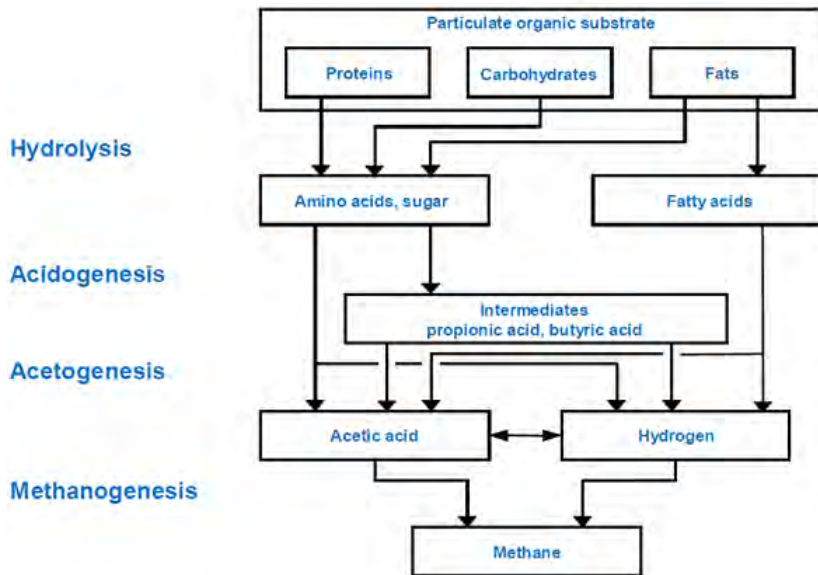 Particulate organic substrate
Proteins
Carbohydrates
Fats
Hydrolysis
Amino acids, sugar
Fatty acids
Acidogenesis
Intermediates
propionic acid, butyric acid
Acetogenesis
Acetic acid
Hydrogen
Methanogenesis
Methane